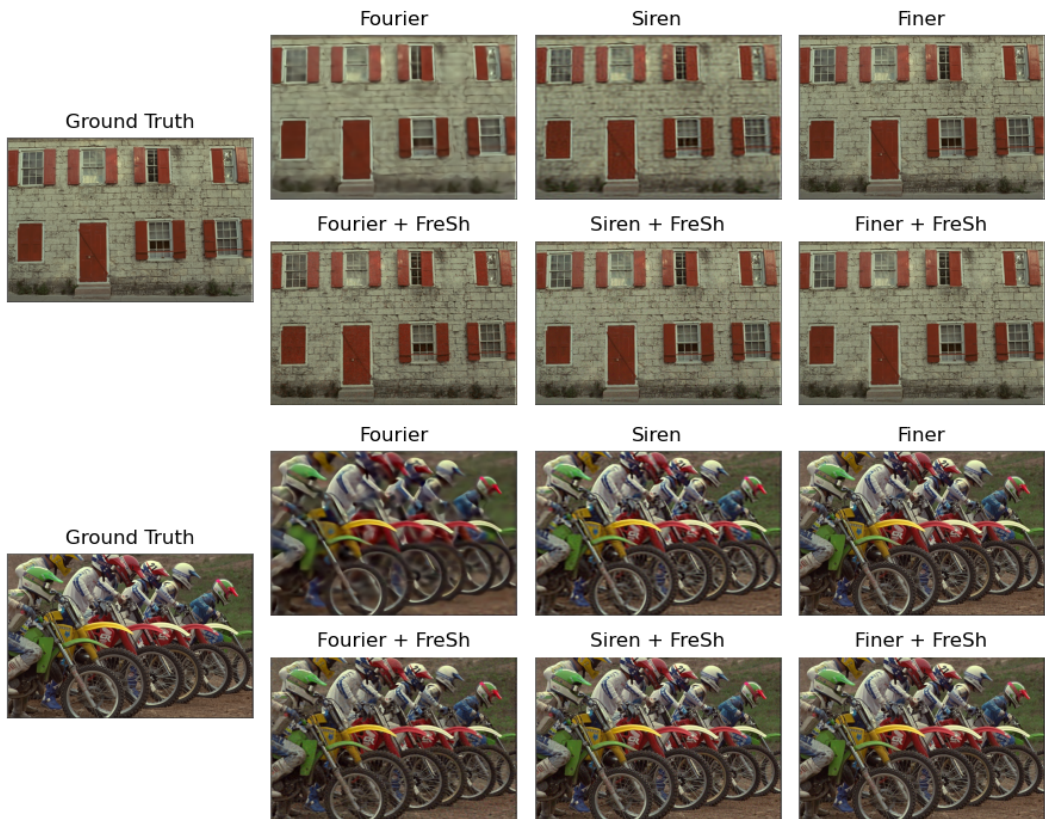 Fourier
Siren
Finer
Ground Truth
Fourier + FreSh
Siren + FreSh
Finer + FreSh
Fourier
Siren
Finer
Ground Truth
Fourier + FreSh
Siren + FreSh
Finer + FreSh